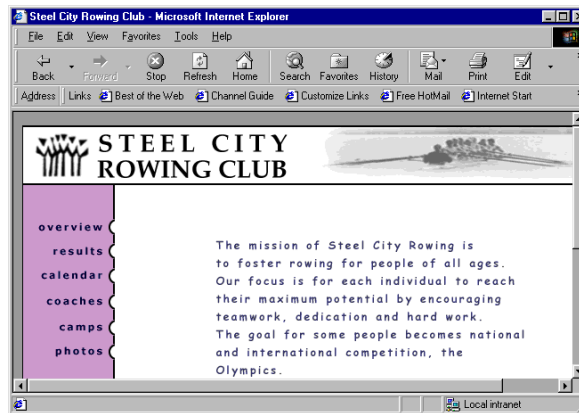 Steel City Rowing Club - Microsoft Internet Explorer
File Edit View Favorites Tools Help
Back Forward Stop Refresh Home Search Favorites History Mail Print Edit
Address Links Best of the Web Channel Guide Customize Links Free HotMail Internet Start
STEEL CITY
ROWING CLUB
overview
results
calendar
coaches
camps
photos
The mission of Steel City Rowing is
to foster rowing for people of all ages.
Our focus is for each individual to reach
their maximum potential by encouraging
teamwork, dedication and hard work.
The goal for some people becomes national
and international competition, the
Olympics.
Local intranet